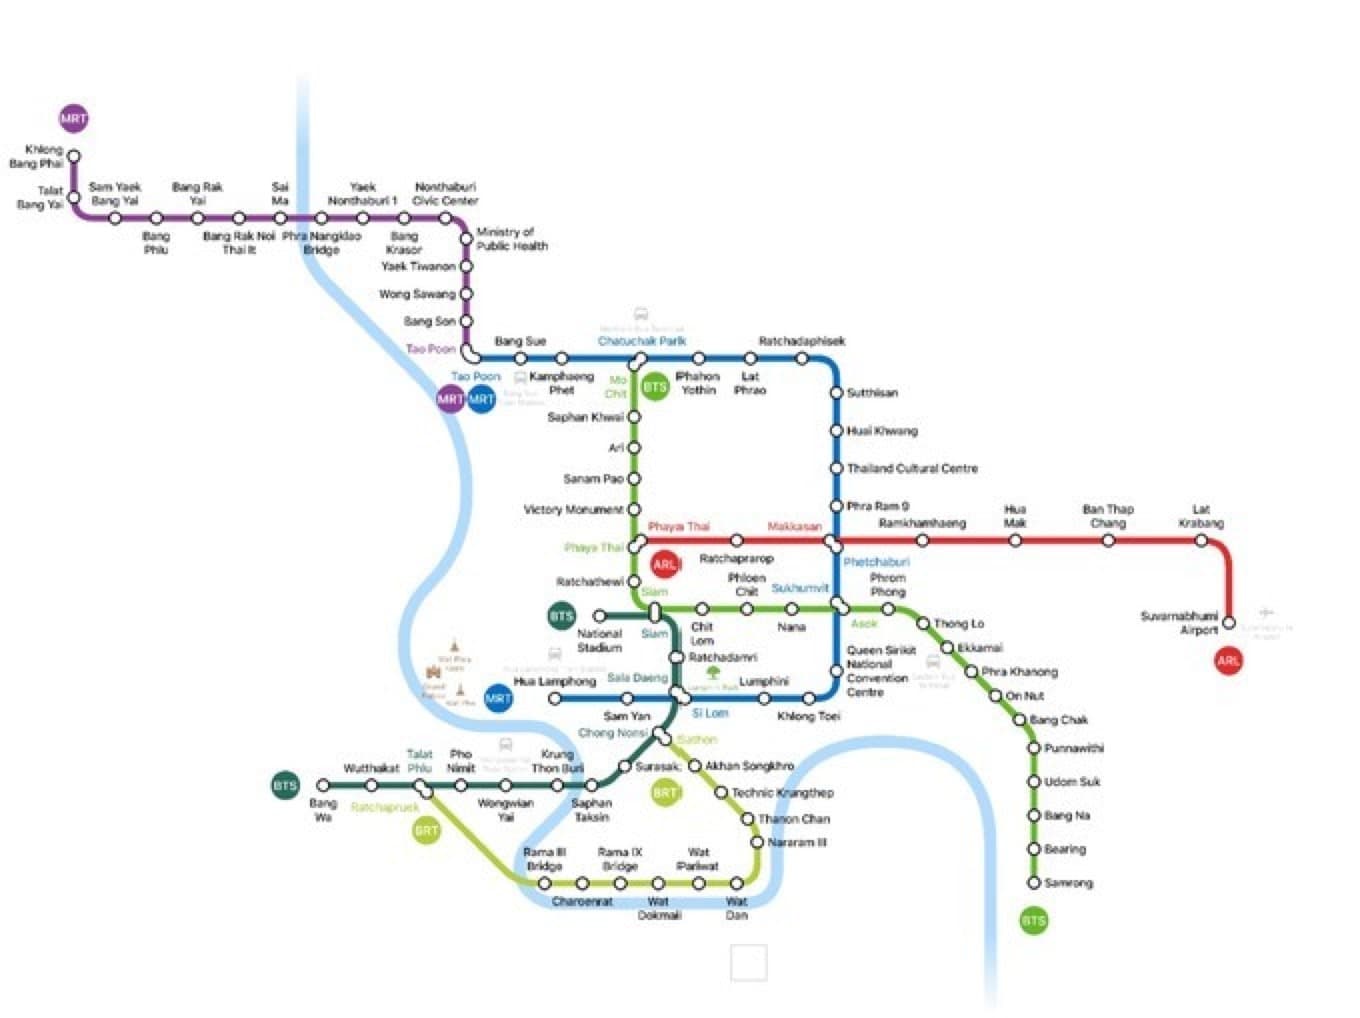 MRT
Khlong
Bang Phai
Talat
Bang Yai
Sam Yaek
Bang Yai
Bang
Phlu
Bang Rak
Yai
Bang Rak Noi
Tha It
Sai
Ma
Phra Nangklao
Bridge
Yaek
Nonthaburi 1
Bang
Krasor
Nonthaburi
Civic Center
Ministry of
Public Health
Yaek Tiwanon
Wong Sawang
Bang Son
Tao Poon
Tao Poon
MRT
MRT
Bang Sue
Kamphaeng
Phet
Chatuchak Park
Mo
Chit
BTS
Phahon
Yothin
Lat
Phrao
Ratchadaphisek
Sutthisan
Huai Khwang
Thailand Cultural Centre
Phra Ram 9
Saphan Khwai
Ari
Sanam Pao
Victory Monument
Phaya Thai
Phaya Thai
ARL
Ratchaprarop
Makkasan
Phetchaburi
Ramkhamhaeng
Hua
Mak
Ban Thap
Chang
Lat
Krabang
Suvarnabhumi
Airport
ARL
Ratchathewi
Siam
BTS
National
Stadium
Siam
Chit
Lom
Phloen
Chit
Nana
Sukhumvit
Asok
Phrom
Phong
Thong Lo
Ekkamai
Phra Khanong
On Nut
Bang Chak
Punnawithi
Udom Suk
Bang Na
Bearing
Samrong
BTS
Ratchadamri
Queen Sirikit
National
Convention
Centre
MRT
Hua Lamphong
Sam Yan
Sala Daeng
Si Lom
Lumphini
Khlong Toei
Chong Nonsi
Sathon
Surasak
BRT
Akhan Songkhro
Technic Krungthep
Thanon Chan
Nararam III
BTS
Bang
Wa
Wutthakat
Talat
Phlu
Ratchapruek
BRT
Pho
Nimit
Wongwian
Yai
Krung
Thon Buri
Saphan
Taksin
Rama III
Bridge
Charoenrat
Rama IX
Bridge
Wat
Dokmali
Wat
Pariwat
Wat
Dan